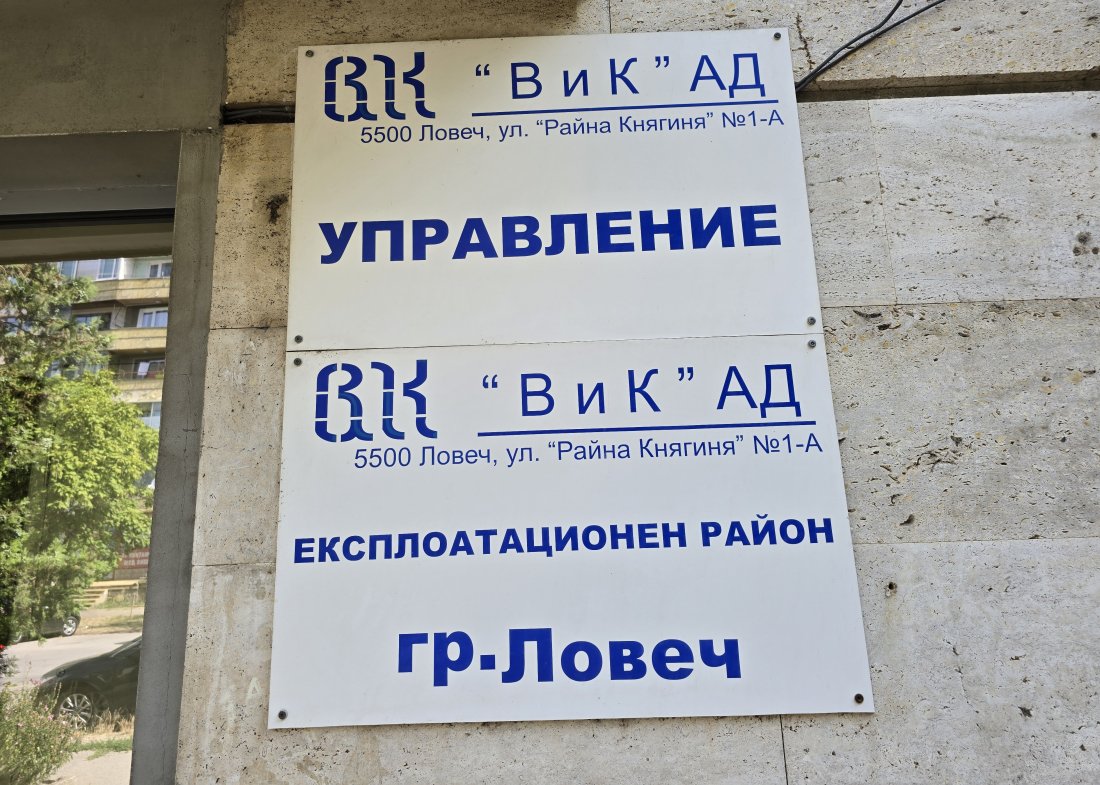 ВК "ВиК" АД
5500 Ловеч, ул. "Райна Княгиня" №1-А
УПРАВЛЕНИЕ
ВК "ВиК" АД
5500 Ловеч, ул. "Райна Княгиня" №1-А
ЕКСПЛОАТАЦИОНЕН РАЙОН
гр.Ловеч